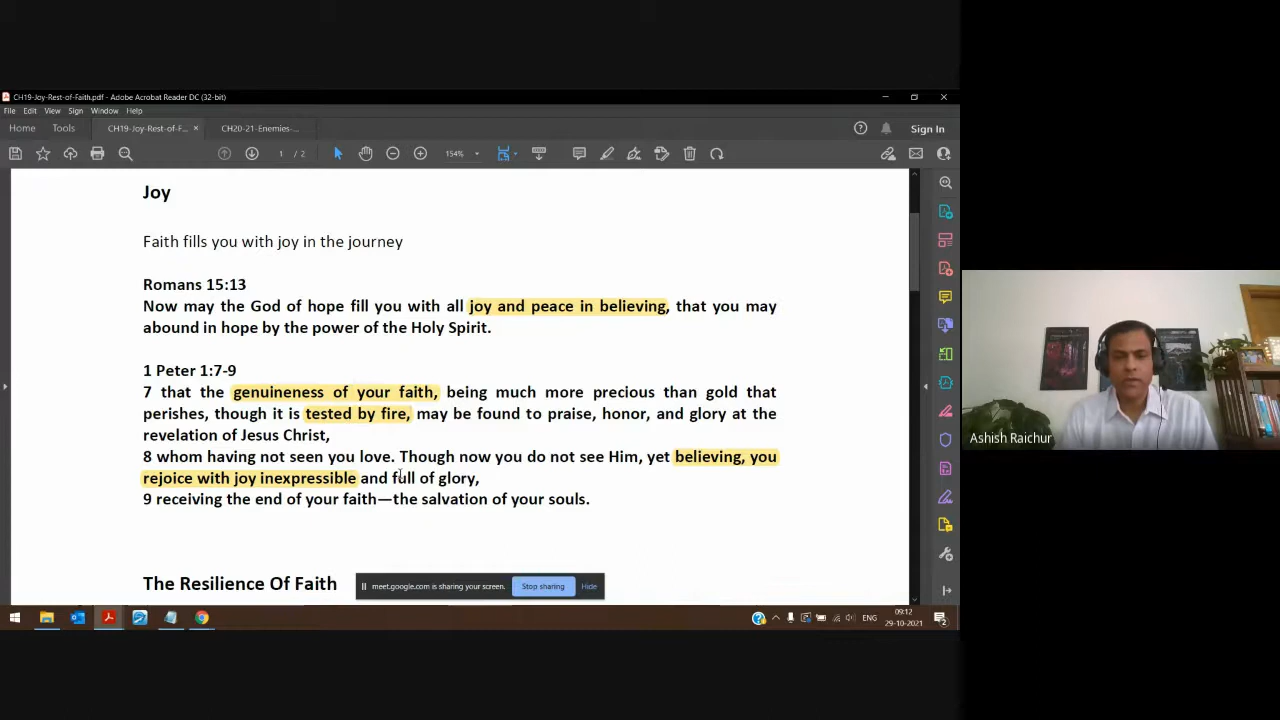 CH19-Joy-Rest-of-Faith.pdf - Adobe Acrobat Reader DC (32-bit)
File Edit View Sign Window Help
Home Tools CH19-Joy-Rest-of-F... × CH20-21-Enemies-... Sign In
1 / 2 154%
Joy
Faith fills you with joy in the journey
Romans 15:13
Now may the God of hope fill you with all joy and peace in believing, that you may
abound in hope by the power of the Holy Spirit.
1 Peter 1:7-9
7 that the genuineness of your faith, being much more precious than gold that
perishes, though it is tested by fire, may be found to praise, honor, and glory at the
revelation of Jesus Christ,
8 whom having not seen you love. Though now you do not see Him, yet believing, you
rejoice with joy inexpressible and full of glory,
9 receiving the end of your faith—the salvation of your souls.
The Resilience Of Faith
meet.google.com is sharing your screen. Stop sharing Hide
Ashish Raichur
ENG 09:12
29-10-2021 2